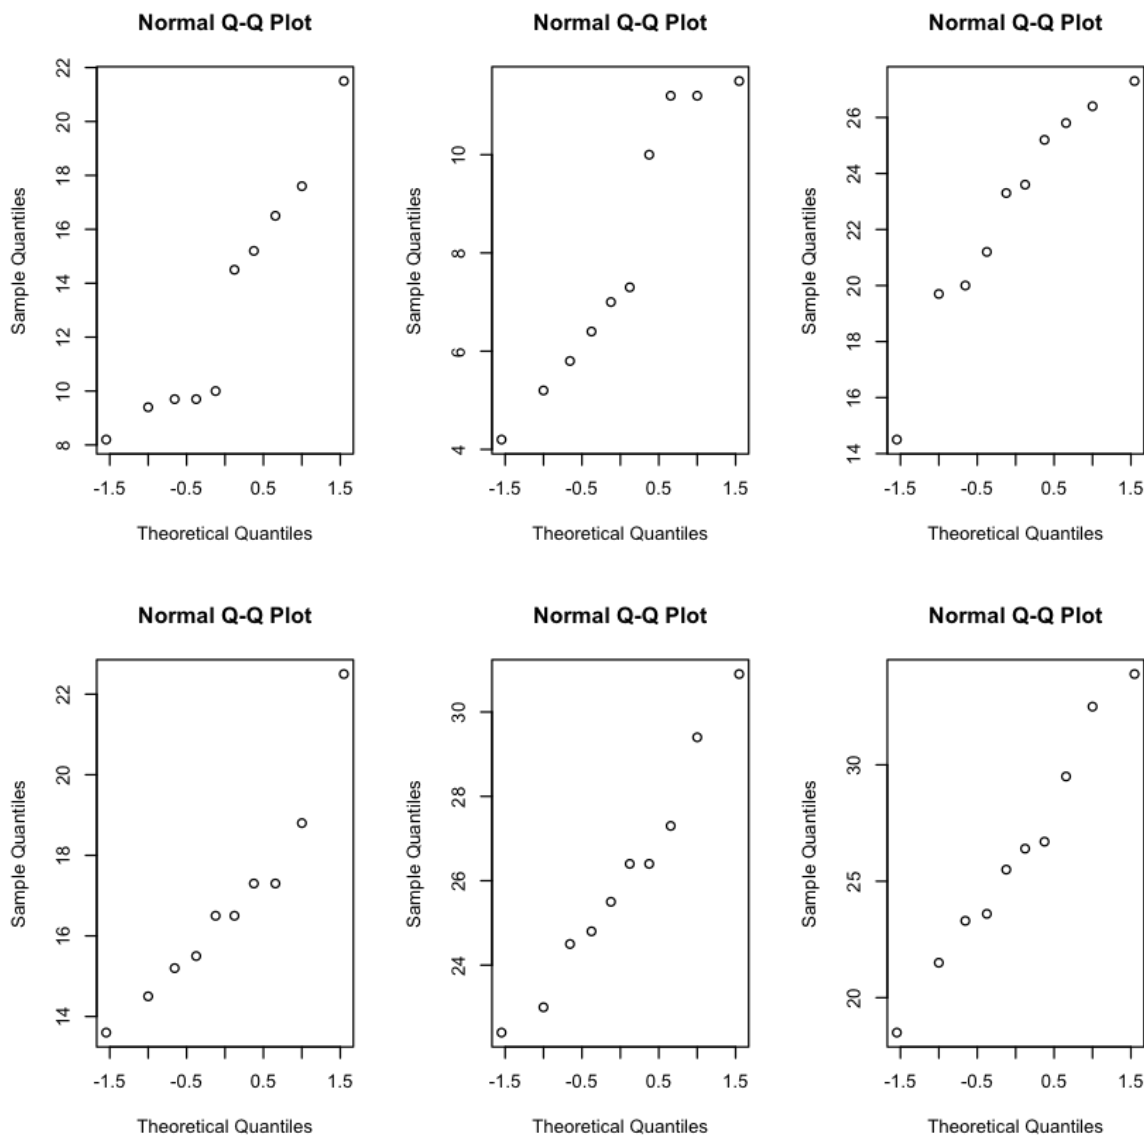 Normal Q-Q Plot
Normal Q-Q Plot
Normal Q-Q Plot
Sample Quantiles
8 10 12 14 16 18 20 22
-1.5 -0.5 0.5 1.5
Theoretical Quantiles
Sample Quantiles
4 6 8 10
-1.5 -0.5 0.5 1.5
Theoretical Quantiles
Sample Quantiles
14 16 18 20 22 24 26
-1.5 -0.5 0.5 1.5
Theoretical Quantiles
Normal Q-Q Plot
Normal Q-Q Plot
Normal Q-Q Plot
Sample Quantiles
14 16 18 20 22
-1.5 -0.5 0.5 1.5
Theoretical Quantiles
Sample Quantiles
24 26 28 30
-1.5 -0.5 0.5 1.5
Theoretical Quantiles
Sample Quantiles
20 25 30
-1.5 -0.5 0.5 1.5
Theoretical Quantiles